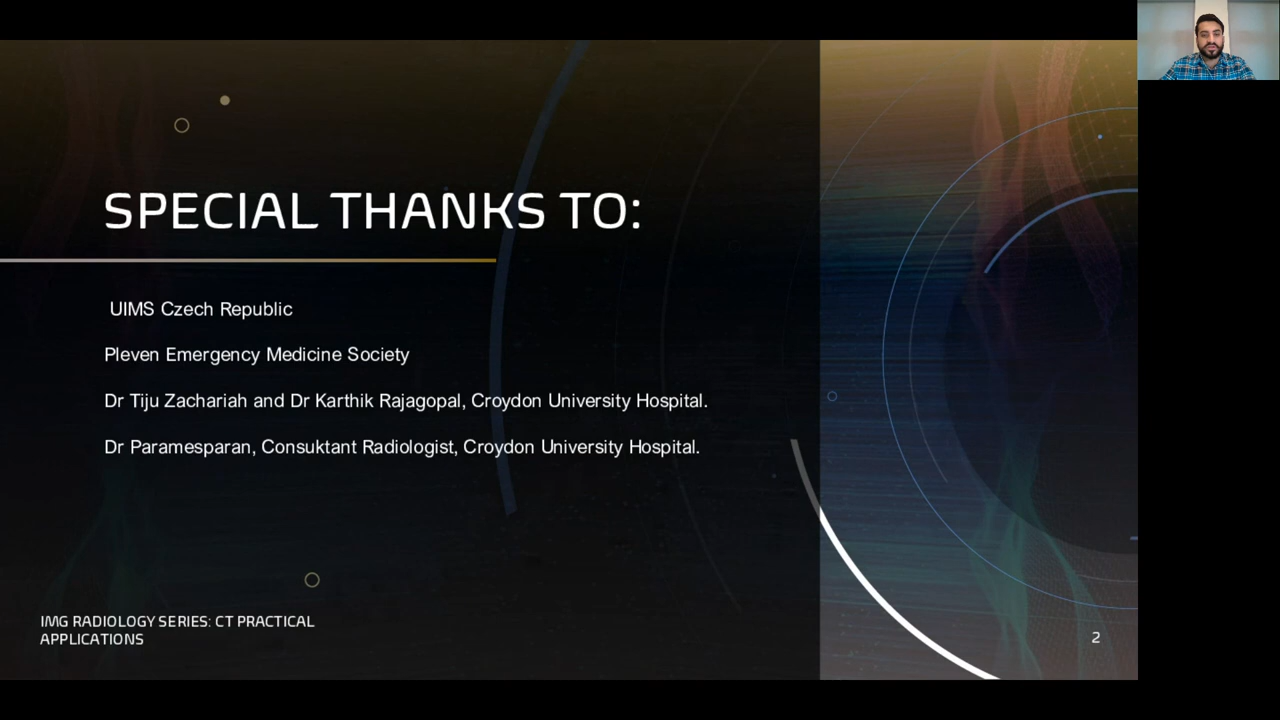 SPECIAL THANKS TO:
UIMS Czech Republic
Pleven Emergency Medicine Society
Dr Tiju Zachariah and Dr Karthik Rajagopal, Croydon University Hospital.
Dr Paramesparan, Consuktant Radiologist, Croydon University Hospital.
IMG RADIOLOGY SERIES: CT PRACTICAL
APPLICATIONS
2